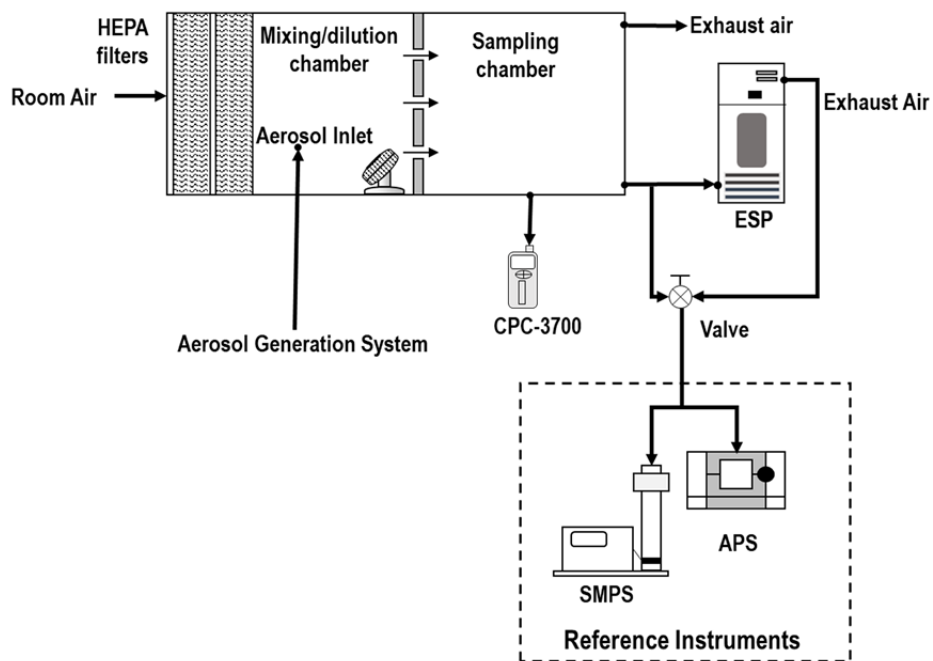 HEPA
filters
Mixing/dilution
chamber
Sampling
chamber
Exhaust air
Room Air
Exhaust Air
Aerosol Inlet
ESP
CPC-3700
Valve
Aerosol Generation System
APS
SMPS
Reference Instruments